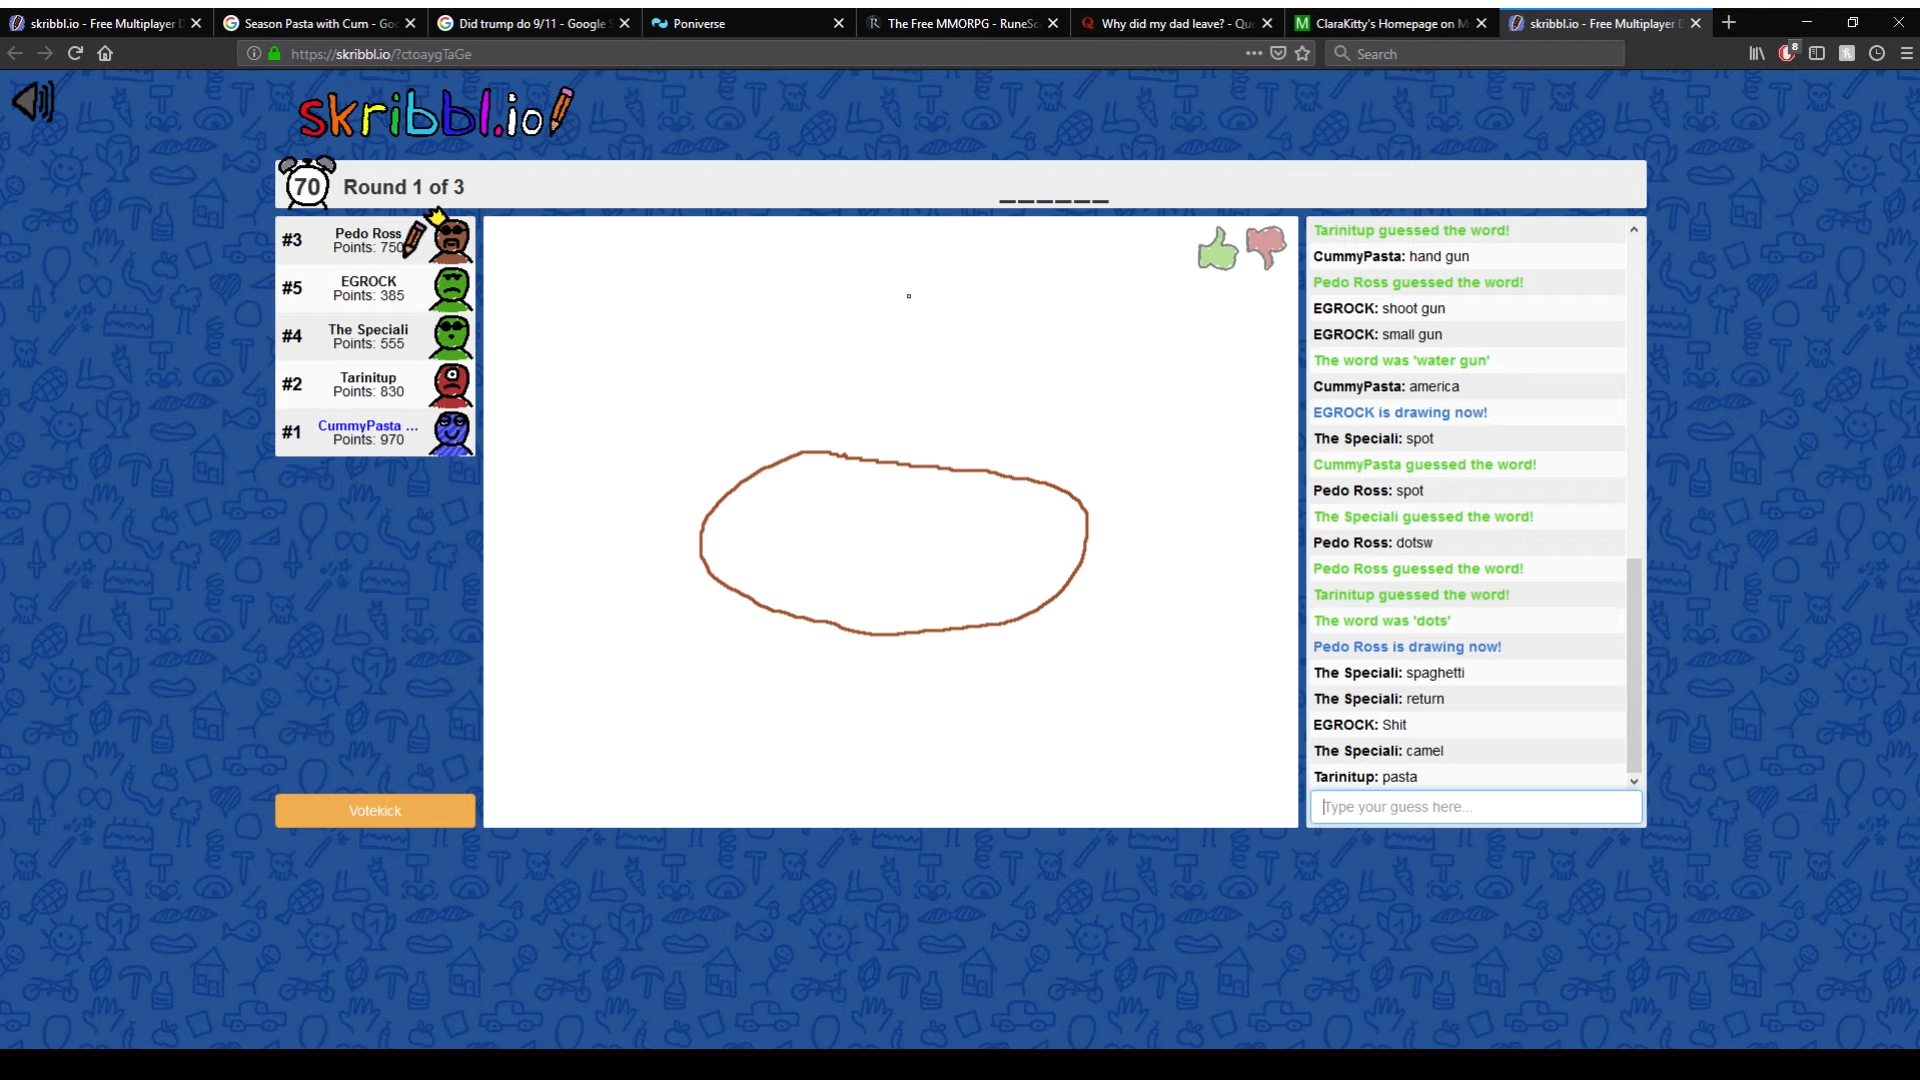 skribbl.io - Free Multiplayer D
Season Pasta with Cum - Goo
Did trump do 9/11 - Google S
Poniverse
The Free MMORPG - RuneSca
Why did my dad leave? - Quo
ClaraKitty's Homepage on M
skribbl.io - Free Multiplayer D
https://skribbl.io/?ctoaygTaGe
Search
8
skribbl.io
70
Round 1 of 3
______
#3
Pedo Ross
Points: 750
#5
EGROCK
Points: 385
#4
The Speciali
Points: 555
#2
Tarinitup
Points: 830
#1
CummyPasta ...
Points: 970
Votekick
Tarinitup guessed the word!
CummyPasta: hand gun
Pedo Ross guessed the word!
EGROCK: shoot gun
EGROCK: small gun
The word was 'water gun'
CummyPasta: america
EGROCK is drawing now!
The Speciali: spot
CummyPasta guessed the word!
Pedo Ross: spot
The Speciali guessed the word!
Pedo Ross: dotsw
Pedo Ross guessed the word!
Tarinitup guessed the word!
The word was 'dots'
Pedo Ross is drawing now!
The Speciali: spaghetti
The Speciali: return
EGROCK: Shit
The Speciali: camel
Tarinitup: pasta
Type your guess here...